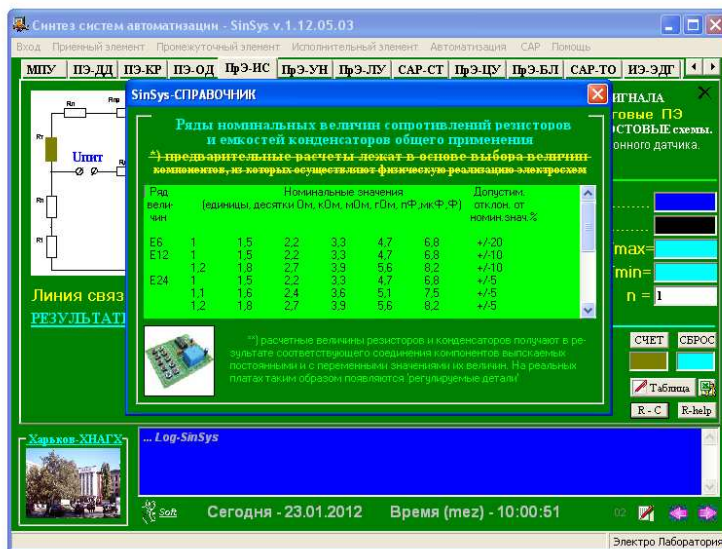 Синтез систем автоматизации - SinSys v.1.12.05.03
Вход Приемный элемент Промежуточный элемент Исполнительный элемент Автоматизация САР Помощь
МПУ ПЭ-ДД ПЭ-КР ПЭ-ОД ПрЭ-ИС ПрЭ-УН ПрЭ-ЛУ САР-СТ ПрЭ-ЦУ ПрЭ-БЛ САР-ТО ИЭ-ЭДГ
SinSys-СПРАВОЧНИК
Ряды номинальных величин сопротивлений резисторов
и емкостей конденсаторов общего применения
*) предварительные расчеты лежат в основе выбора величин
компонентов, из которых осуществляют физическую реализацию электросхем
Ряд Номинальные значения Допустим.
вели- (единицы, десятки Ом, кОм, мОм, гОм, пФ,мкФ,Ф) отклон. от
чин номин.знач.%
E6 1 1,5 2,2 3,3 4,7 6,8 +/-20
E12 1 1,5 2,2 3,3 4,7 6,8 +/-10
1,2 1,8 2,7 3,9 5,6 8,2 +/-10
E24 1 1,5 2,2 3,3 4,7 6,8 +/-5
1,1 1,6 2,4 3,6 5,1 7,5 +/-5
1,2 1,8 2,7 3,9 5,6 8,2 +/-5
**) расчетные величины резисторов и конденсаторов получают в ре-
зультате соответствующего соединения компонентов выпскаемых
постоянными и с переменными значениями их величин. На реальных
платах таким образом появляются 'регулируемые детали'
Rл
Rт
Uпит
ИГНАЛА
говые ПЭ
ОСТОВЫЕ схемы.
онного датчика.
max=
min=
n = 1
Линия связ
РЕЗУЛЬТАТ
СЧЕТ СБРОС
Таблица
R - C R-help
Харьков-ХНАГХ
... Log-SinSys
Soft Сегодня - 23.01.2012 Время (mez) - 10:00:51 02
Электро Лаборатория